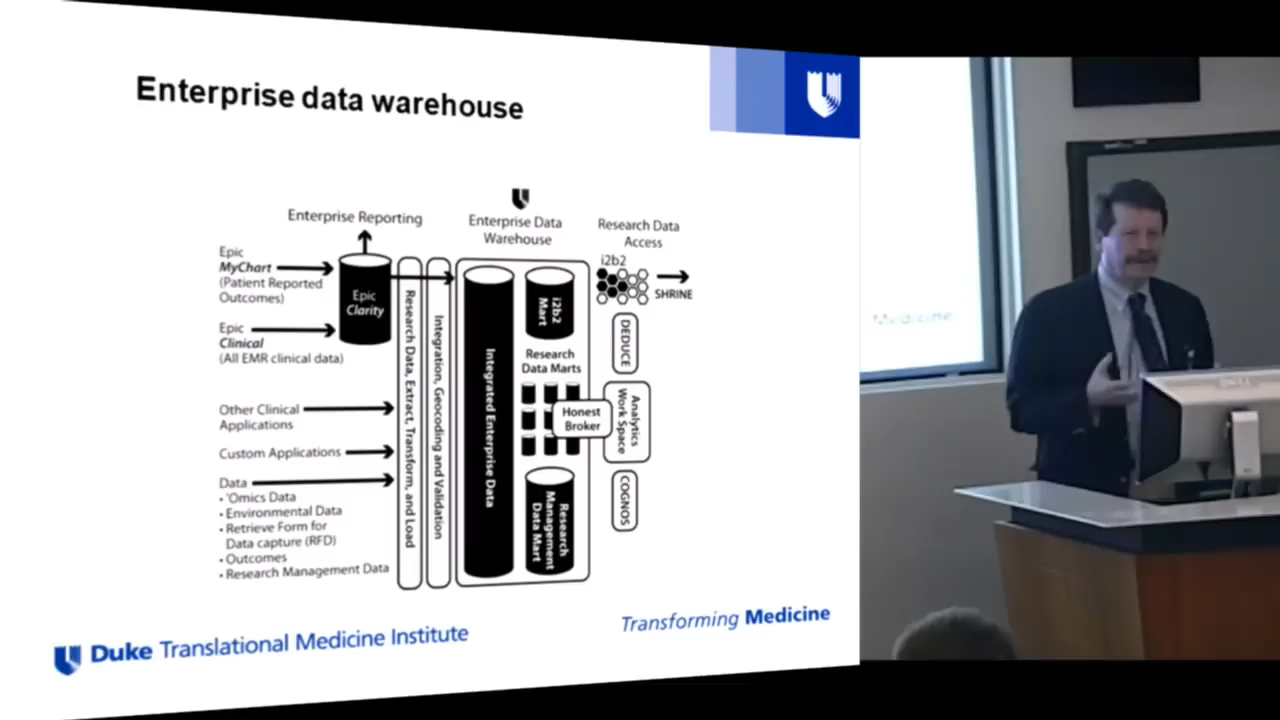 Enterprise data warehouse
Enterprise Reporting
Enterprise Data
Warehouse
Research Data
Access
Epic
MyChart
(Patient Reported
Outcomes)
Epic
Clarity
Epic
Clinical
(All EMR clinical data)
Other Clinical
Applications
Custom Applications
Data
• 'Omics Data
• Environmental Data
• Retrieve Form for
Data capture (RFD)
• Outcomes
• Research Management Data
Research Data, Extract, Transform, and Load
Integration, Geocoding and Validation
Integrated Enterprise Data
i2b2
Mart
Research
Data Marts
Honest
Broker
Research
Management
Data Mart
i2b2
SHRINE
DEDUCE
Analytics
Work Space
COGNOS
Duke Translational Medicine Institute
Transforming Medicine
Medicine
DELL